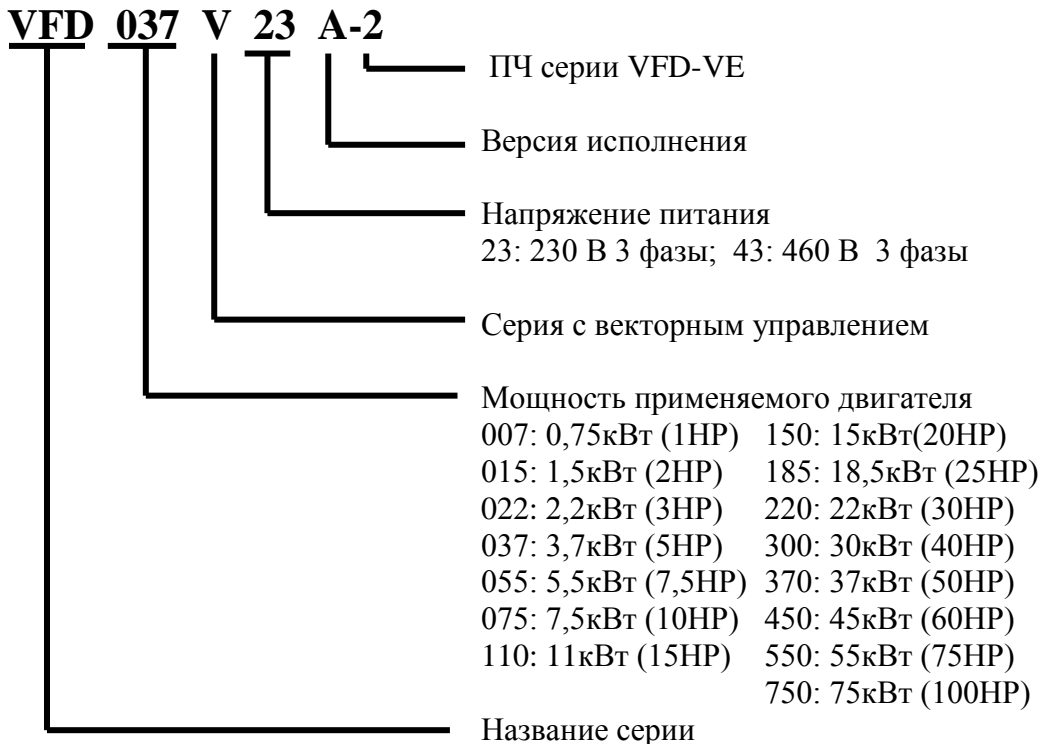 VFD 037 V 23 A-2
ПЧ серии VFD-VE
Версия исполнения
Напряжение питания
23: 230 В 3 фазы; 43: 460 В 3 фазы
Серия с векторным управлением
Мощность применяемого двигателя
007: 0,75кВт (1HP) 150: 15кВт(20HP)
015: 1,5кВт (2HP) 185: 18,5кВт (25HP)
022: 2,2кВт (3HP) 220: 22кВт (30HP)
037: 3,7кВт (5HP) 300: 30кВт (40HP)
055: 5,5кВт (7,5HP) 370: 37кВт (50HP)
075: 7,5кВт (10HP) 450: 45кВт (60HP)
110: 11кВт (15HP) 550: 55кВт (75HP)
750: 75кВт (100HP)
Название серии